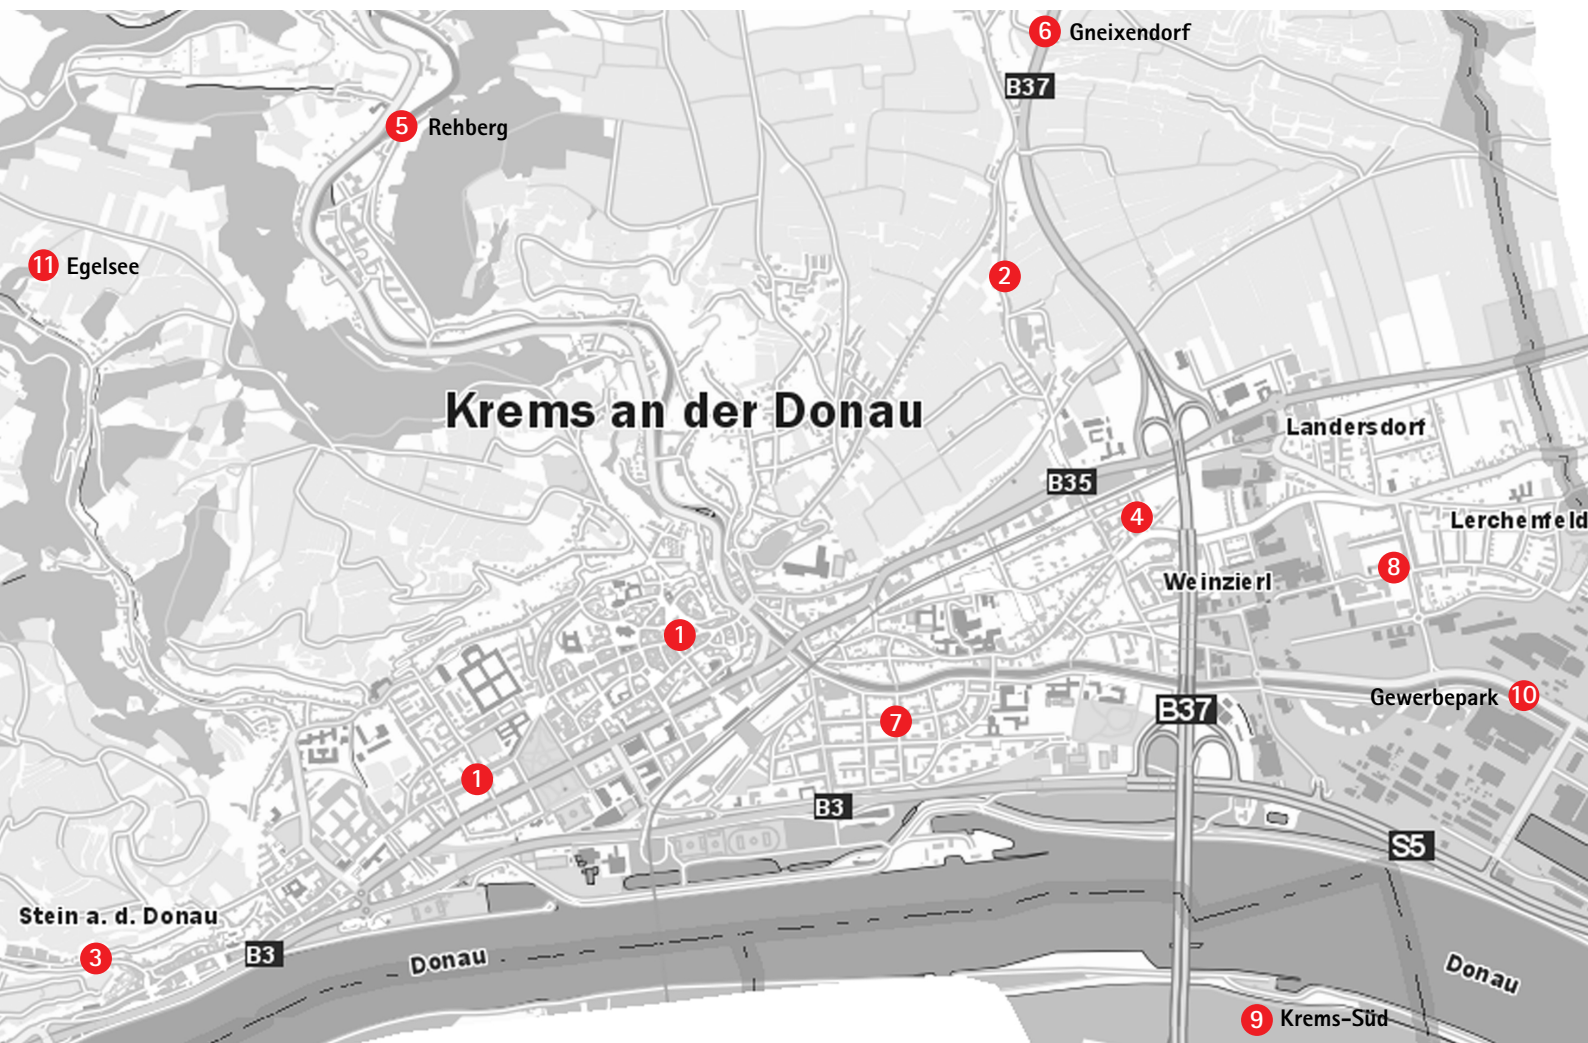 6 Gneixendorf
B37
5 Rehberg
11 Egelsee
2
Krems an der Donau
Landersdorf
B35
4
Lerchenfeld
8
Weinzierl
1
Gewerbepark 10
B37
7
1
B3
S5
Stein a. d. Donau
3
B3
Donau
Donau
9 Krems-Süd